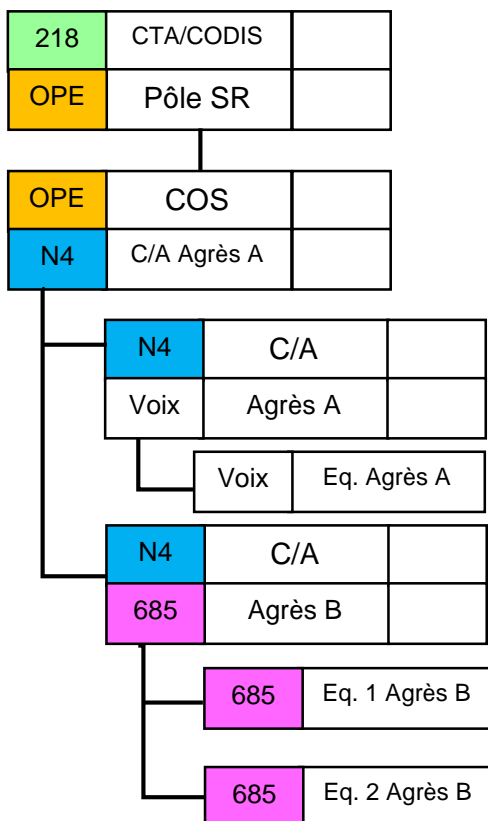 218 CTA/CODIS
OPE Pôle SR
OPE COS
N4 C/A Agrès A
N4 C/A
Voix Agrès A
Voix Eq. Agrès A
N4 C/A
685 Agrès B
685 Eq. 1 Agrès B
685 Eq. 2 Agrès B